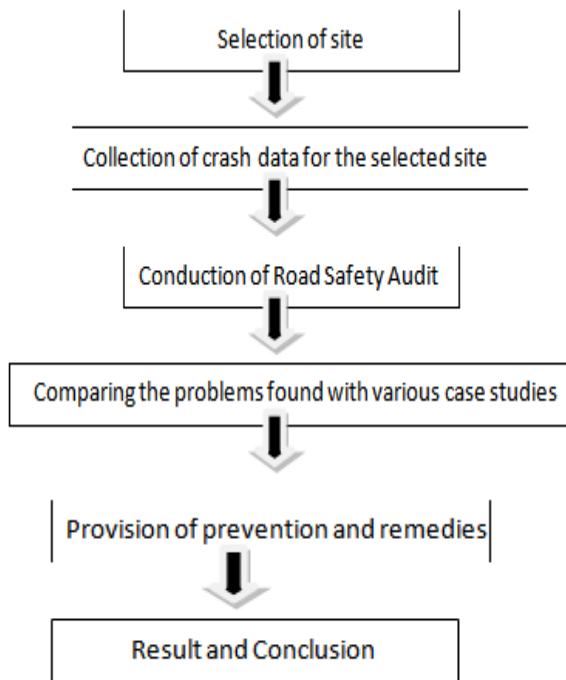 Selection of site
Collection of crash data for the selected site
Conduction of Road Safety Audit
Comparing the problems found with various case studies
Provision of prevention and remedies
Result and Conclusion